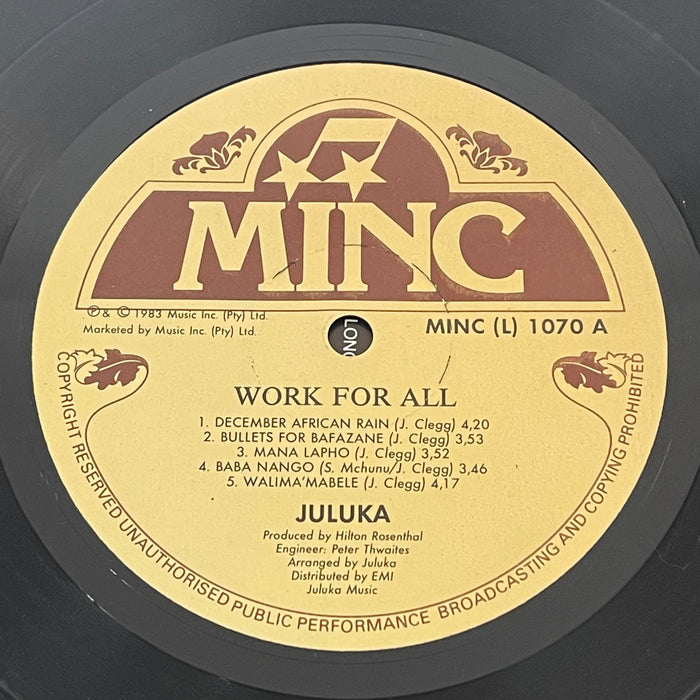 MINC
℗ & © 1983 Music Inc. (Pty) Ltd.
Marketed by Music Inc. (Pty) Ltd.
MINC (L) 1070 A
LONG
WORK FOR ALL
1. DECEMBER AFRICAN RAIN (J. Clegg) 4,20
2. BULLETS FOR BAFAZANE (J. Clegg) 3,53
3. MANA LAPHO (J. Clegg) 3,52
4. BABA NANGO (S. Mchunu/J. Clegg) 3,46
5. WALIMA'MABELE (J. Clegg) 4,17
JULUKA
Produced by Hilton Rosenthal
Engineer: Peter Thwaites
Arranged by Juluka
Distributed by EMI
Juluka Music
COPYRIGHT RESERVED UNAUTHORISED PUBLIC PERFORMANCE BROADCASTING AND COPYING PROHIBITED